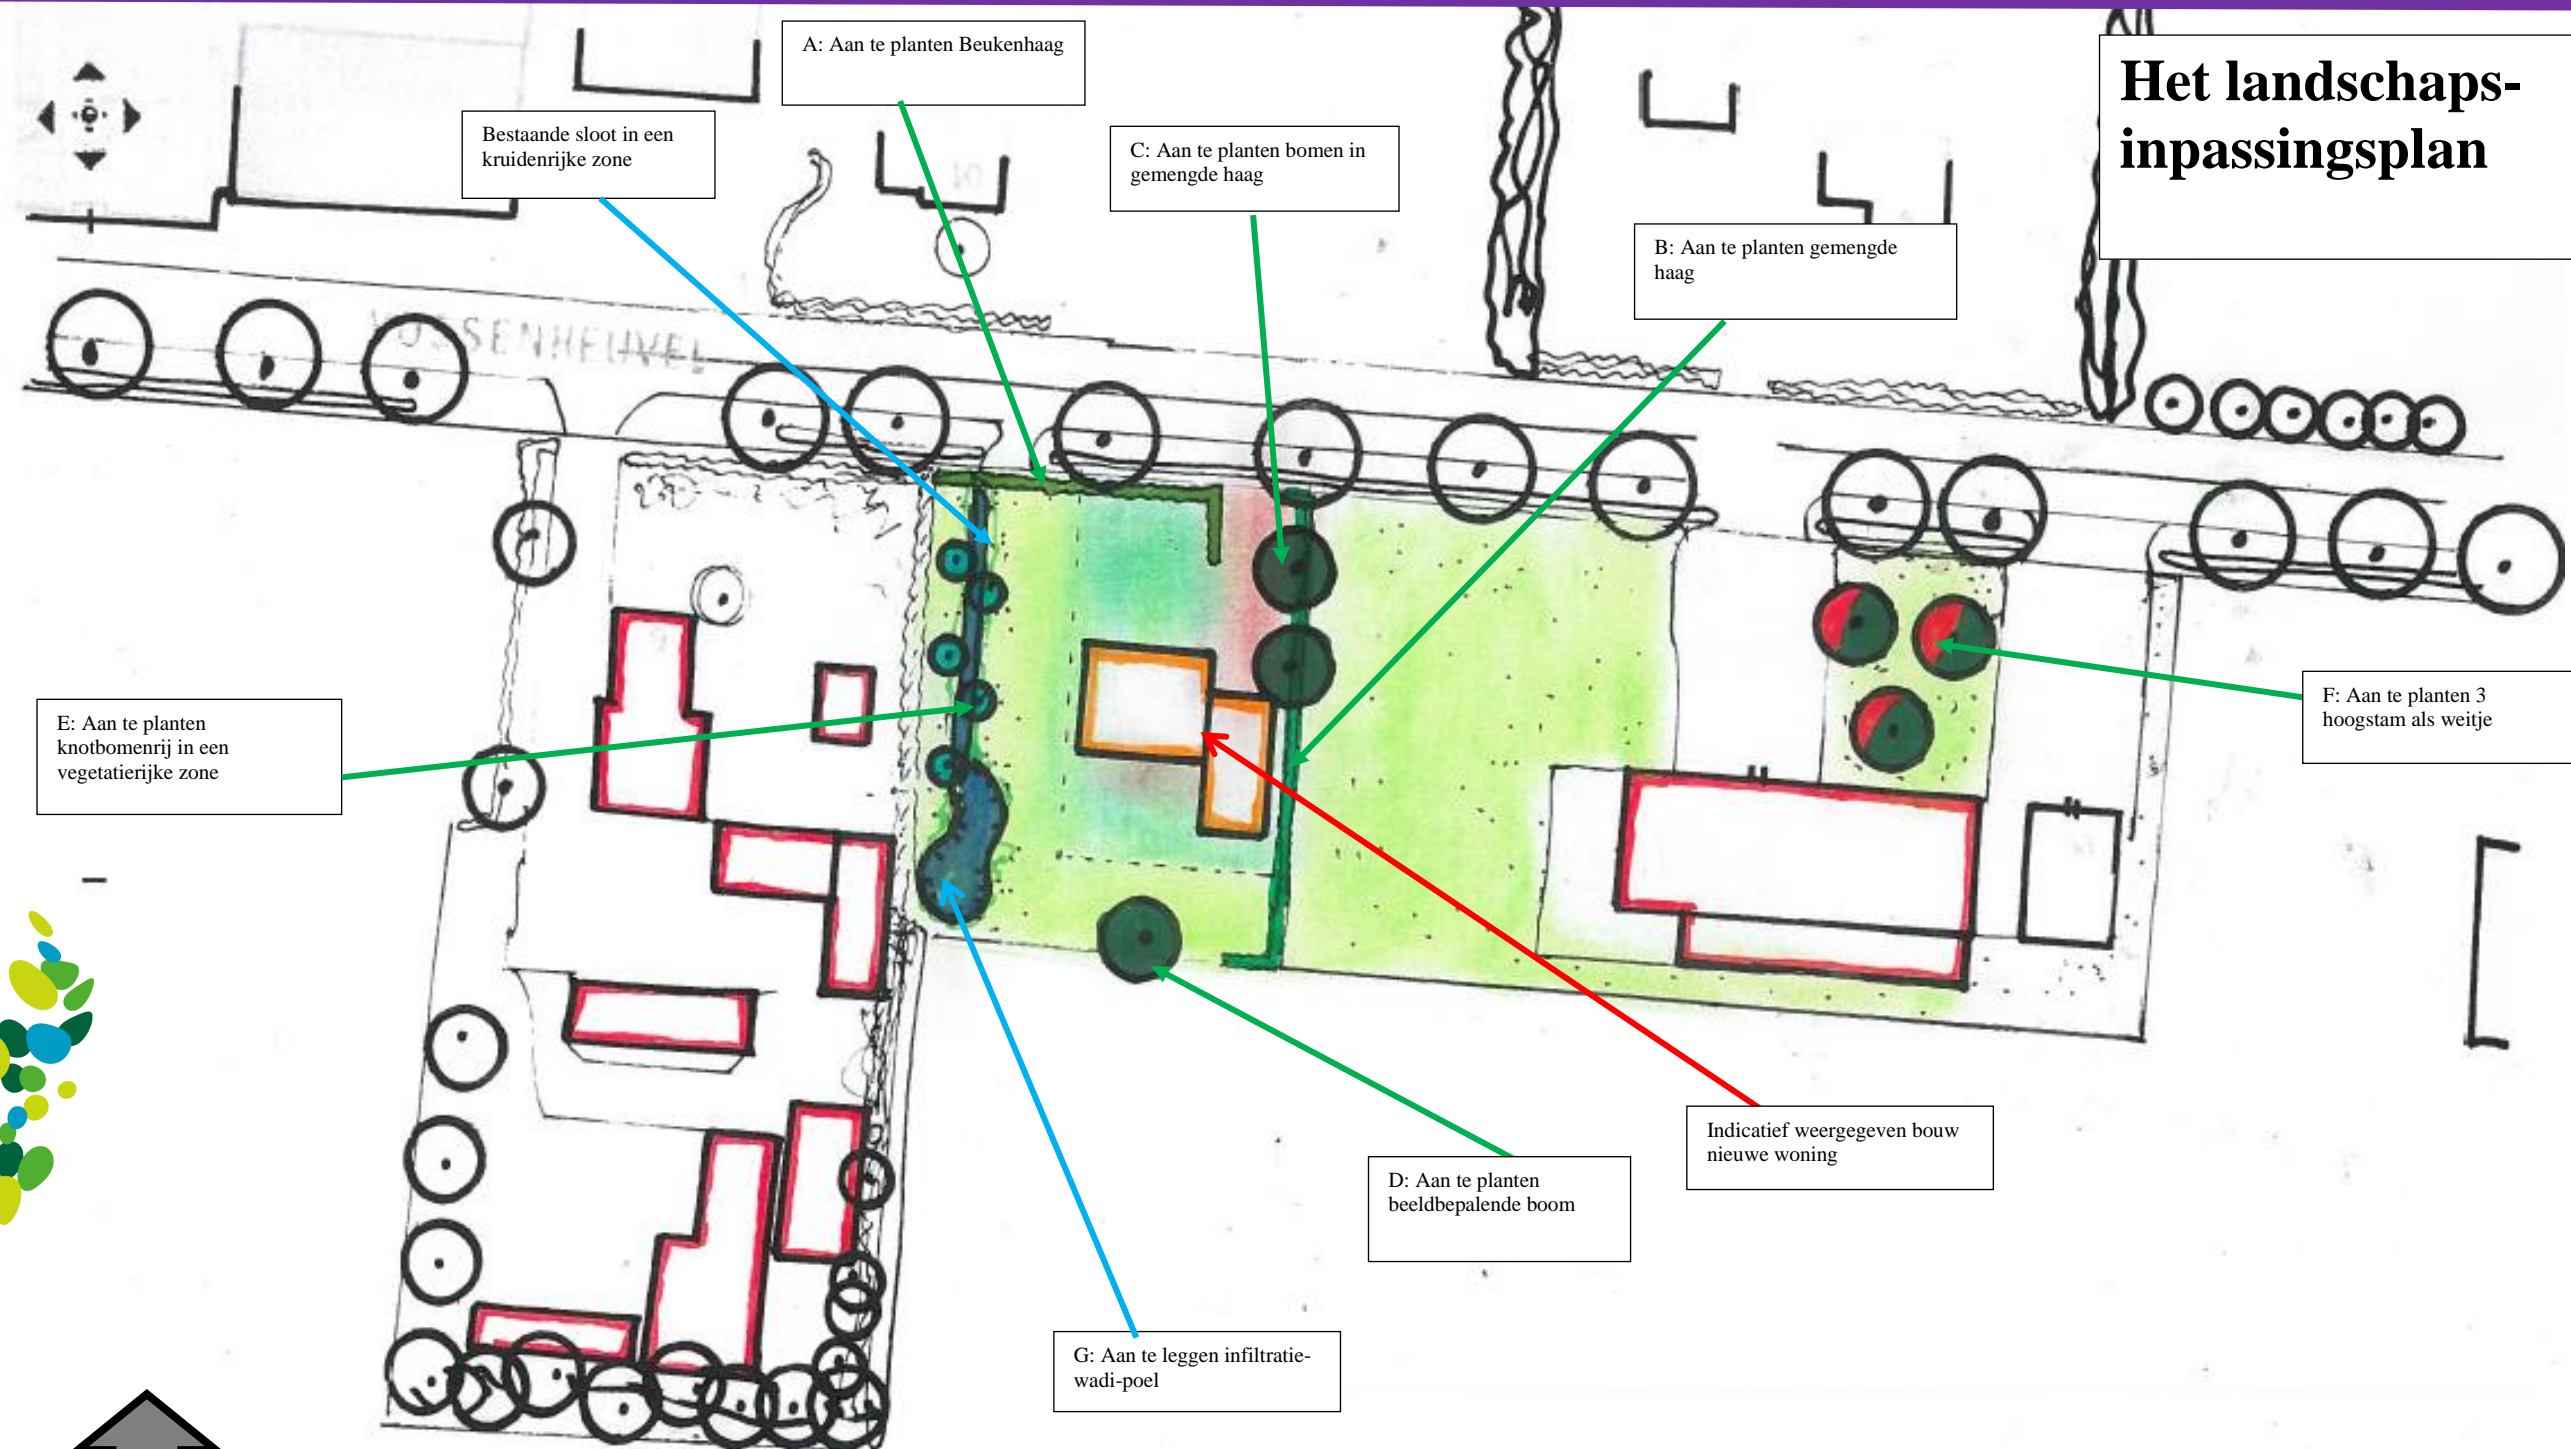 Het landschaps-
inpassingsplan
A: Aan te planten Beukenhaag
Bestaande sloot in een
kruidenrijke zone
C: Aan te planten bomen in
gemengde haag
B: Aan te planten gemengde
haag
10
VOSSENHEUVEL
E: Aan te planten
knotbomenrij in een
vegetatierijke zone
F: Aan te planten 3
hoogstam als weitje
Indicatief weergegeven bouw
nieuwe woning
D: Aan te planten
beeldbepalende boom
G: Aan te leggen infiltratie-
wadi-poel